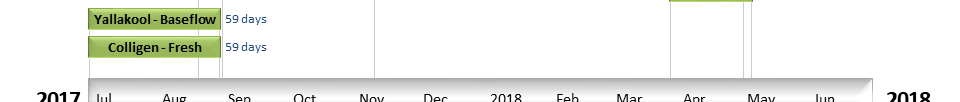 Yallakool - Baseflow 59 days
Colligen - Fresh 59 days
2017 Jul Aug Sep Oct Nov Dec 2018 Feb Mar Apr May Jun 2018